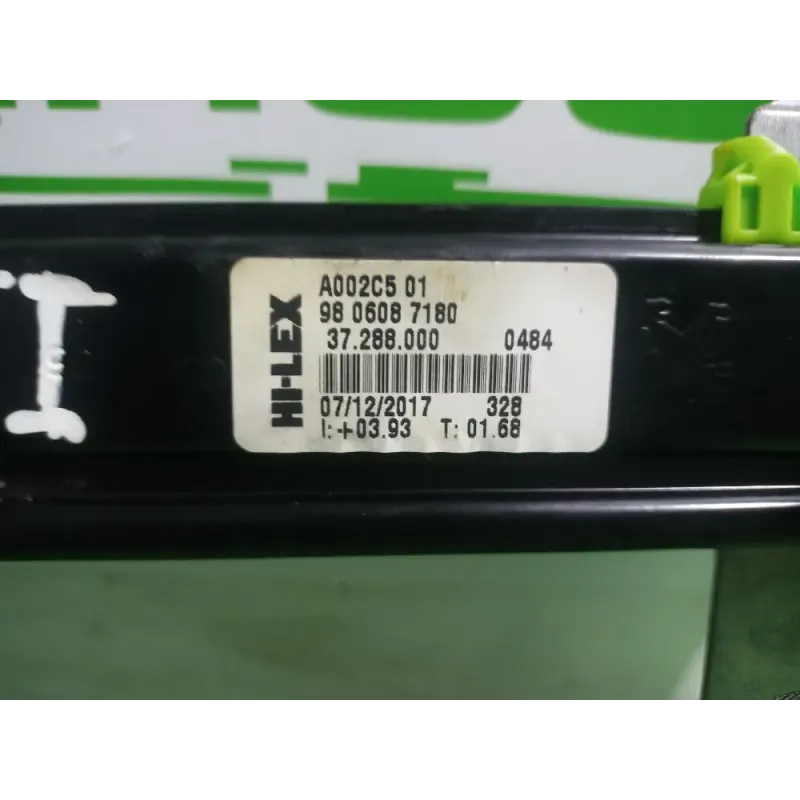 HI-LEX
A002C5 01
98 0608 7180
37.288.000 0484
07/12/2017 328
I:+03.93 T:01.68